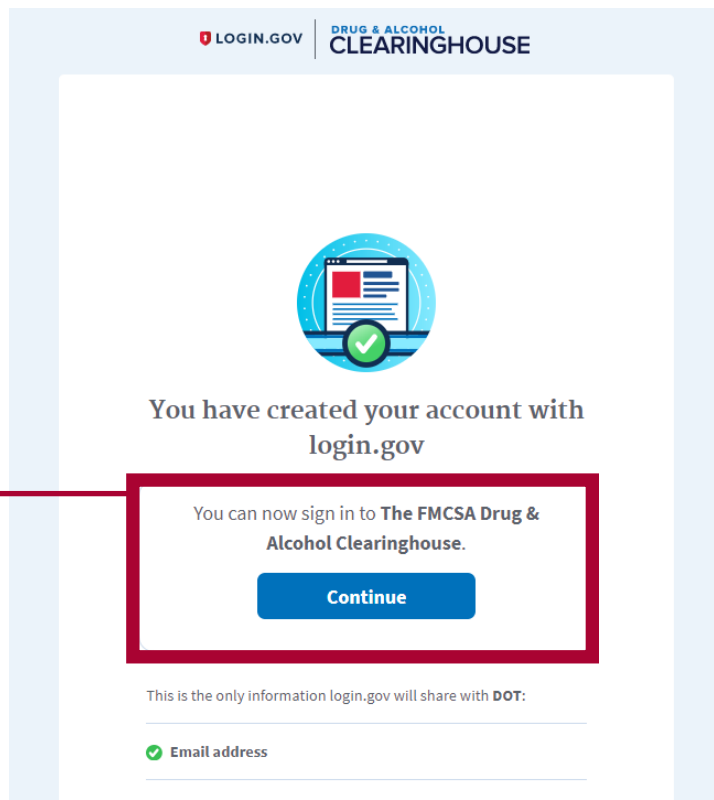 LOGIN.GOV
DRUG & ALCOHOL
CLEARINGHOUSE
You have created your account with
login.gov
You can now sign in to The FMCSA Drug &
Alcohol Clearinghouse.
Continue
This is the only information login.gov will share with DOT:
Email address